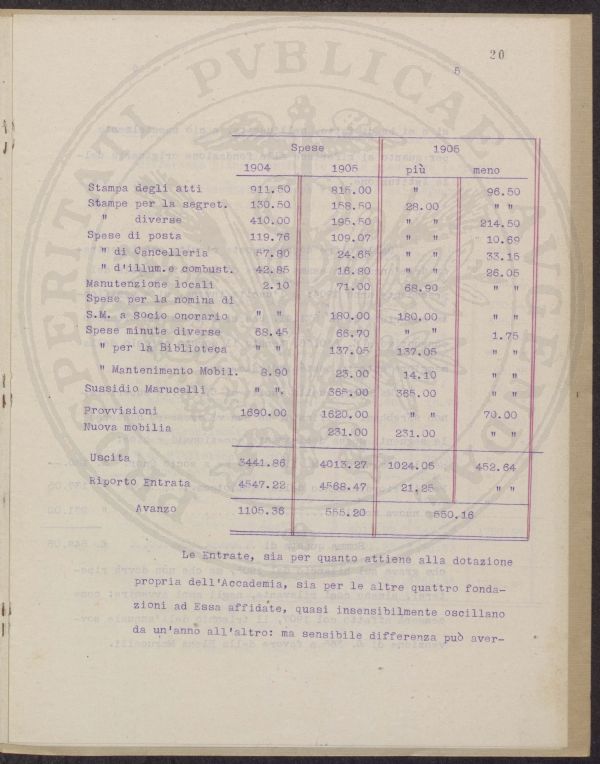 20
5
Spese 1905
1904 1905 più meno
Stampa degli atti 911.50 815.00 " 96.50
Stampe per la segret. 130.50 158.50 28.00 " "
" diverse 410.00 195.50 " " 214.50
Spese di posta 119.76 109.07 " " 10.69
" di Cancelleria 57.80 24.65 " " 33.15
" d'illum.e combust. 42.85 16.80 " " 26.05
Manutenzione locali 2.10 71.00 68.90 " "
Spese per la nomina di
S.M. a socio onorario " " 180.00 180.00 " "
Spese minute diverse 68.45 66.70 " " 1.75
" per la Biblioteca " " 137.05 137.05 " "
" Mantenimento Mobil. 8.90 23.00 14.10 " "
Sussidio Marucelli " ". 365.00 365.00 " "
Provvisioni 1690.00 1620.00 " " 70.00
Nuova mobilia 231.00 231.00 " "
Uscita 3441.86 4013.27 1024.05 452.64
Riporto Entrata 4547.22 4568.47 21.25 " "
Avanzo 1105.36 555.20 550.16
Le Entrate, sia per quanto attiene alla dotazione
propria dell'Accademia, sia per le altre quattro fonda-
zioni ad Essa affidate, quasi insensibilmente oscillano
da un'anno all'altro: ma sensibile differenza può aver-